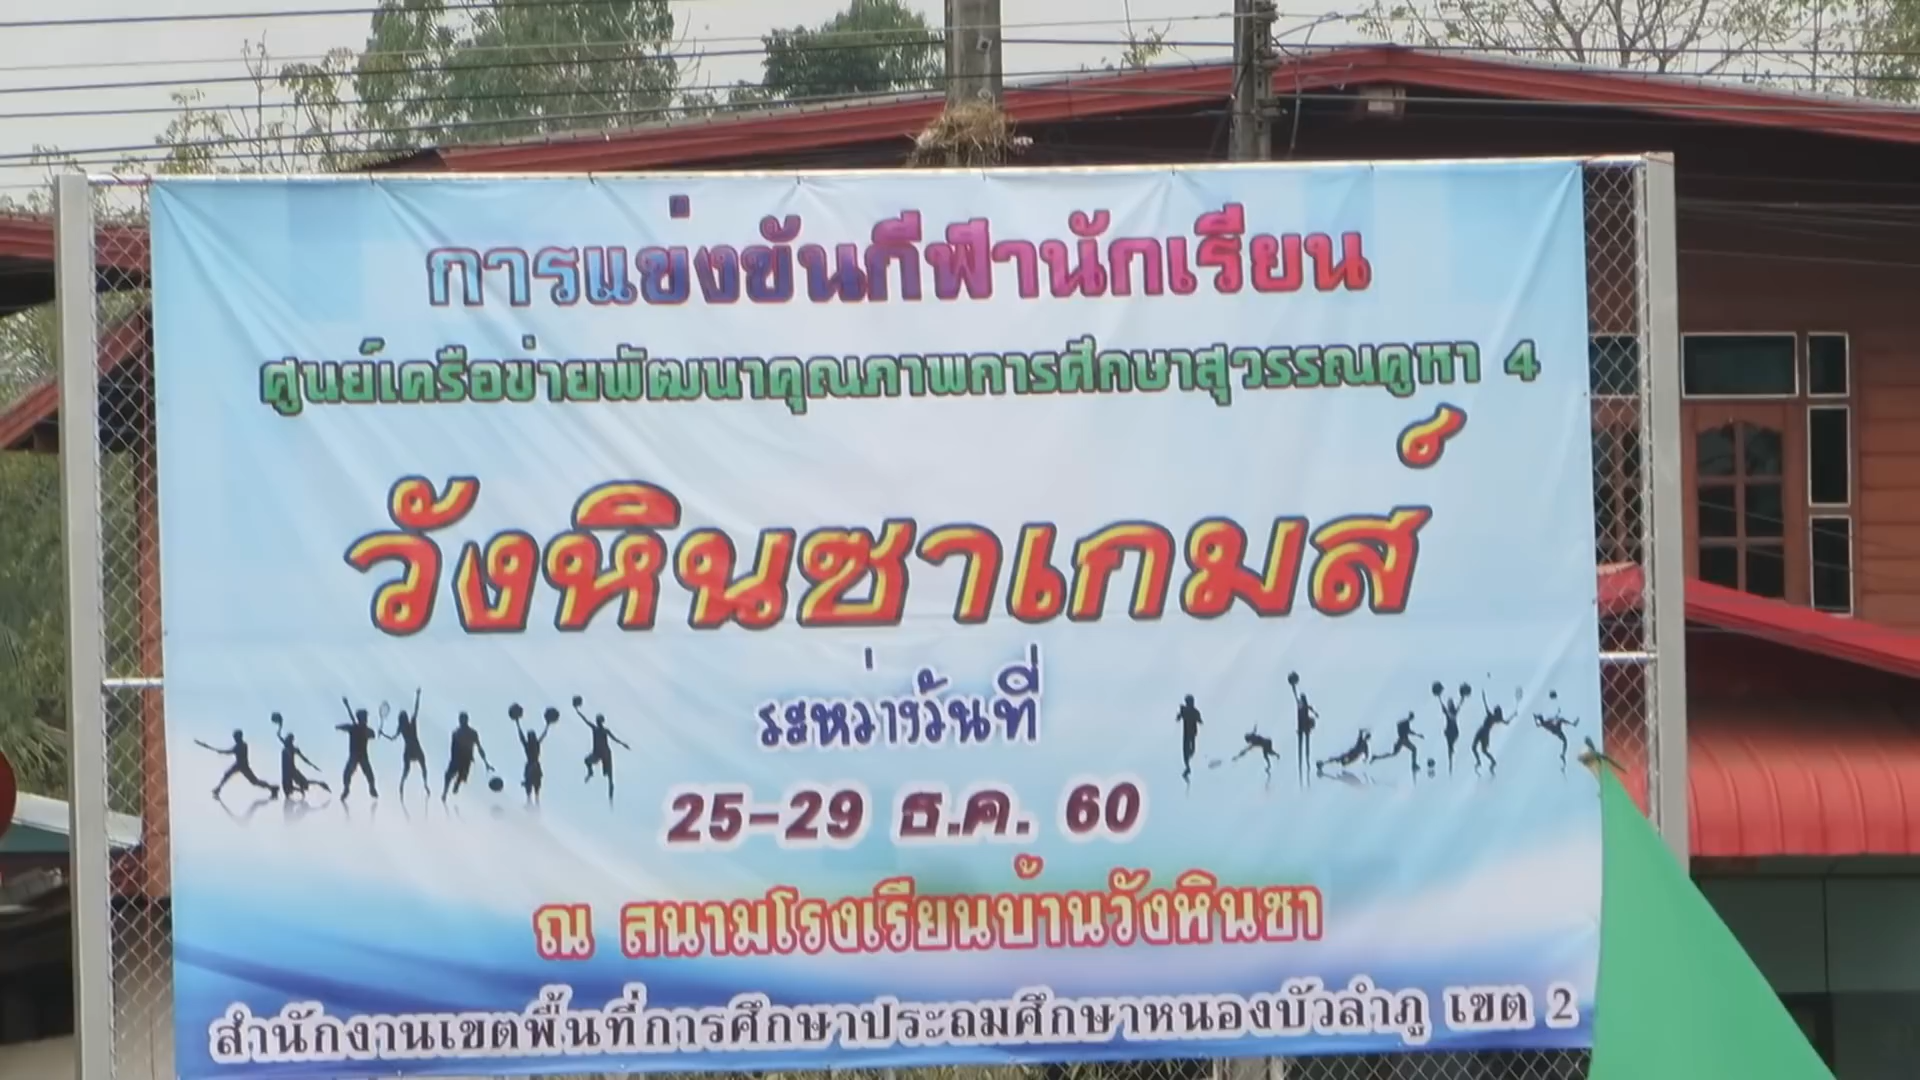 การแข่งขันกีฬานักเรียน
ศูนย์เครือข่ายพัฒนาคุณภาพการศึกษาสุวรรณคูหา 4
วังหินซาเกมส์
ระหว่างวันที่
25-29 ธ.ค. 60
ณ สนามโรงเรียนบ้านวังหินซา
สำนักงานเขตพื้นที่การศึกษาประถมศึกษาหนองบัวลำภู เขต 2